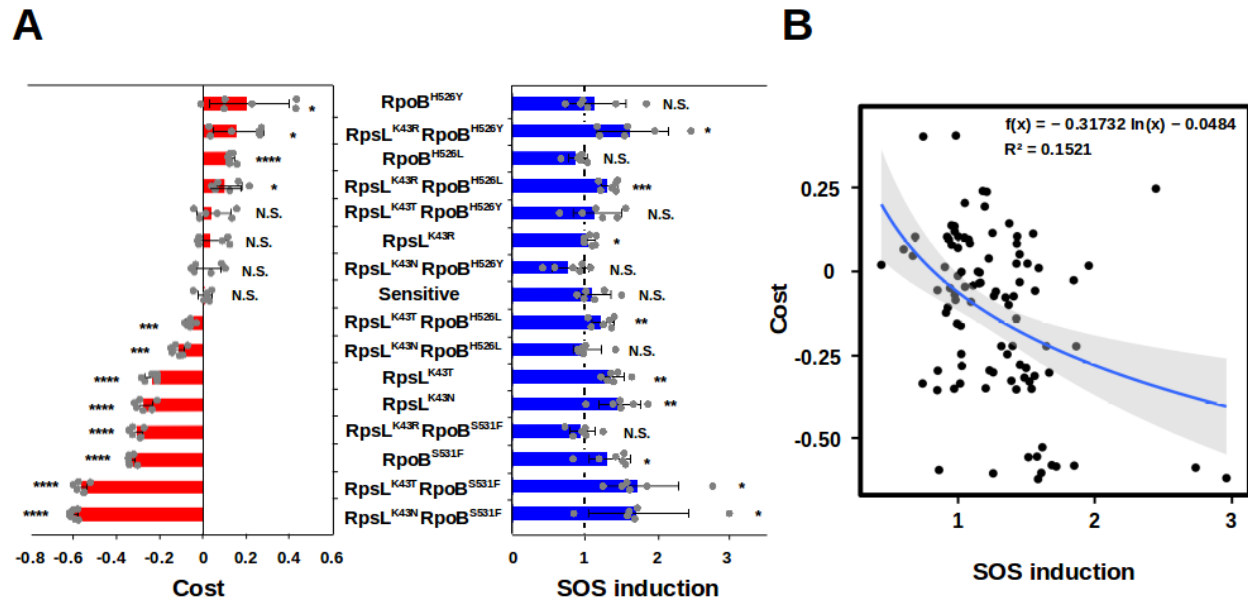 A
B
* RpoB^H526Y N.S.
* RpsL^K43R RpoB^H526Y *
**** RpoB^H526L N.S.
* RpsL^K43R RpoB^H526L ***
N.S. RpsL^K43T RpoB^H526Y N.S.
N.S. RpsL^K43R *
N.S. RpsL^K43N RpoB^H526Y N.S.
N.S. Sensitive N.S.
*** RpsL^K43T RpoB^H526L **
*** RpsL^K43N RpoB^H526L N.S.
**** RpsL^K43T **
**** RpsL^K43N **
**** RpsL^K43R RpoB^S531F N.S.
**** RpoB^S531F *
**** RpsL^K43T RpoB^S531F *
**** RpsL^K43N RpoB^S531F *
-0.8 -0.6 -0.4 -0.2 0 0.2 0.4 0.6
Cost
0 1 2 3
SOS induction
f(x) = − 0.31732 ln(x) − 0.0484
R² = 0.1521
Cost
0.25
0
-0.25
-0.50
1 2 3
SOS induction